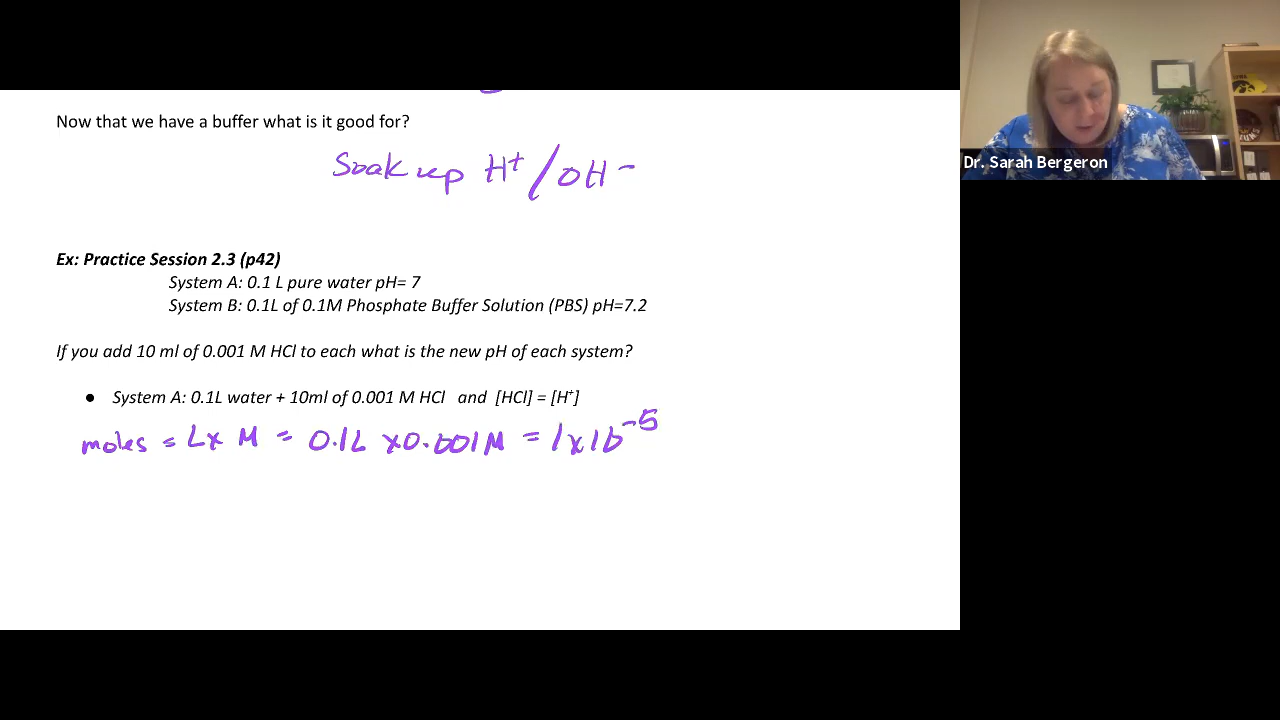 Now that we have a buffer what is it good for?
Soak up H⁺/OH⁻
Ex: Practice Session 2.3 (p42)
System A: 0.1 L pure water pH= 7
System B: 0.1L of 0.1M Phosphate Buffer Solution (PBS) pH=7.2
If you add 10 ml of 0.001 M HCl to each what is the new pH of each system?
● System A: 0.1L water + 10ml of 0.001 M HCl and [HCl] = [H⁺]
moles = L x M = 0.1L x 0.001M = 1x10⁻⁵
Dr. Sarah Bergeron
IOWA